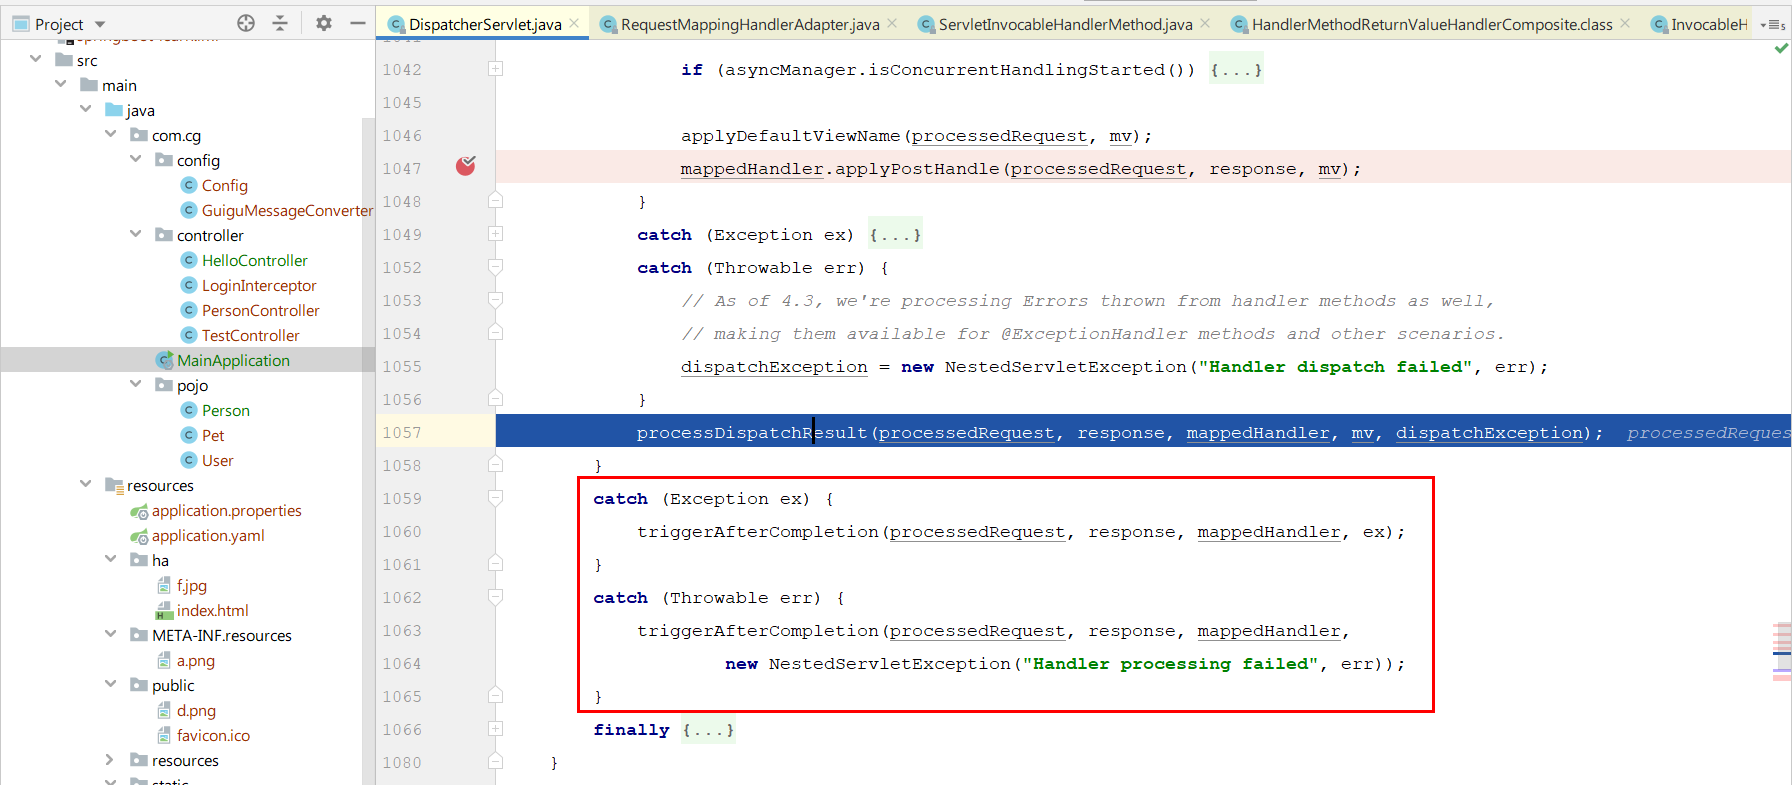 Project
springboot-learn.iml
src
main
java
com.cg
config
Config
GuiguMessageConverter
controller
HelloController
LoginInterceptor
PersonController
TestController
MainApplication
pojo
Person
Pet
User
resources
application.properties
application.yaml
ha
f.jpg
index.html
META-INF.resources
a.png
public
d.png
favicon.ico
resources
static
DispatcherServlet.java RequestMappingHandlerAdapter.java ServletInvocableHandlerMethod.java HandlerMethodReturnValueHandlerComposite.class InvocableH 5
1041
1042 if (asyncManager.isConcurrentHandlingStarted()) {...}
1045
1046 applyDefaultViewName(processedRequest, mv);
1047 mappedHandler.applyPostHandle(processedRequest, response, mv);
1048 }
1049 catch (Exception ex) {...}
1052 catch (Throwable err) {
1053 // As of 4.3, we're processing Errors thrown from handler methods as well,
1054 // making them available for @ExceptionHandler methods and other scenarios.
1055 dispatchException = new NestedServletException("Handler dispatch failed", err);
1056 }
1057 processDispatchResult(processedRequest, response, mappedHandler, mv, dispatchException); processedReques
1058 }
1059 catch (Exception ex) {
1060 triggerAfterCompletion(processedRequest, response, mappedHandler, ex);
1061 }
1062 catch (Throwable err) {
1063 triggerAfterCompletion(processedRequest, response, mappedHandler,
1064 new NestedServletException("Handler processing failed", err));
1065 }
1066 finally {...}
1080 }